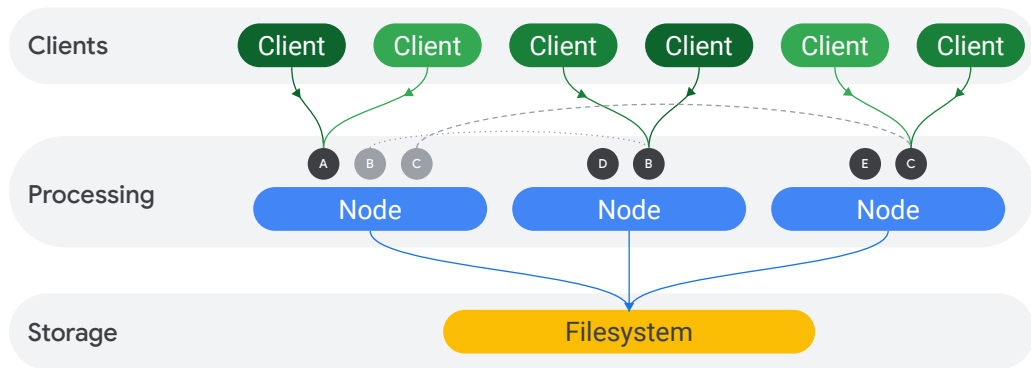 Clients
Client Client Client Client Client Client
A B C D B E C
Processing
Node Node Node
Storage
Filesystem